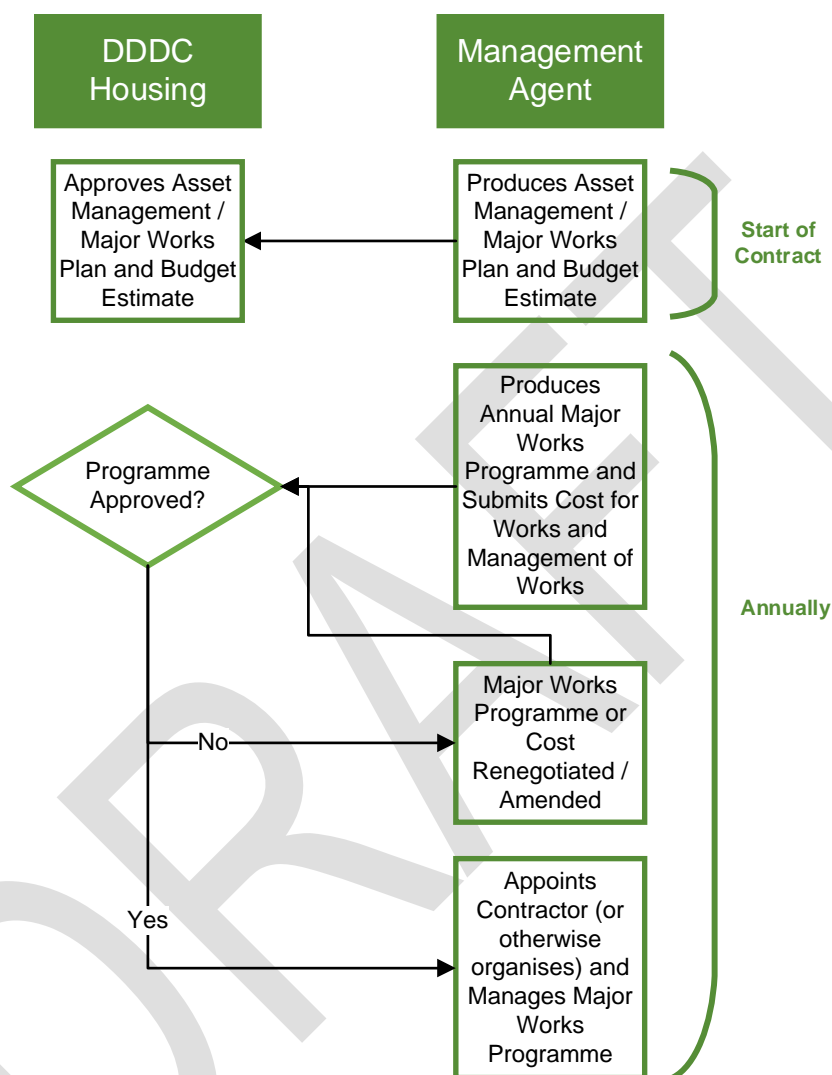 DDDC
Housing
Management
Agent
Approves Asset
Management /
Major Works
Plan and Budget
Estimate
Produces Asset
Management /
Major Works
Plan and Budget
Estimate
Start of
Contract
Produces
Annual Major
Works
Programme and
Submits Cost for
Works and
Management of
Works
Programme
Approved?
Annually
Major Works
Programme or
Cost
Renegotiated /
Amended
No
Appoints
Contractor (or
otherwise
organises) and
Manages Major
Works
Programme
Yes
DRAFT